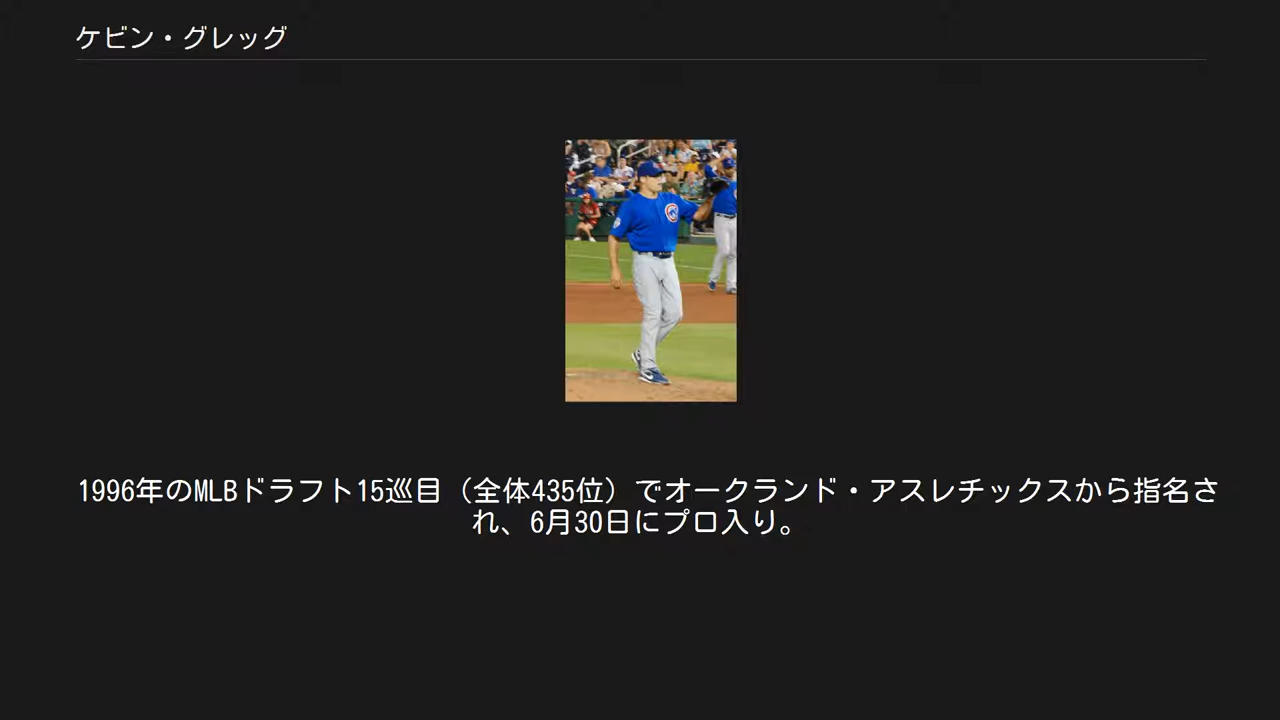 ケビン・グレッグ
1996年のMLBドラフト15巡目（全体435位）でオークランド・アスレチックスから指名さ
れ、6月30日にプロ入り。